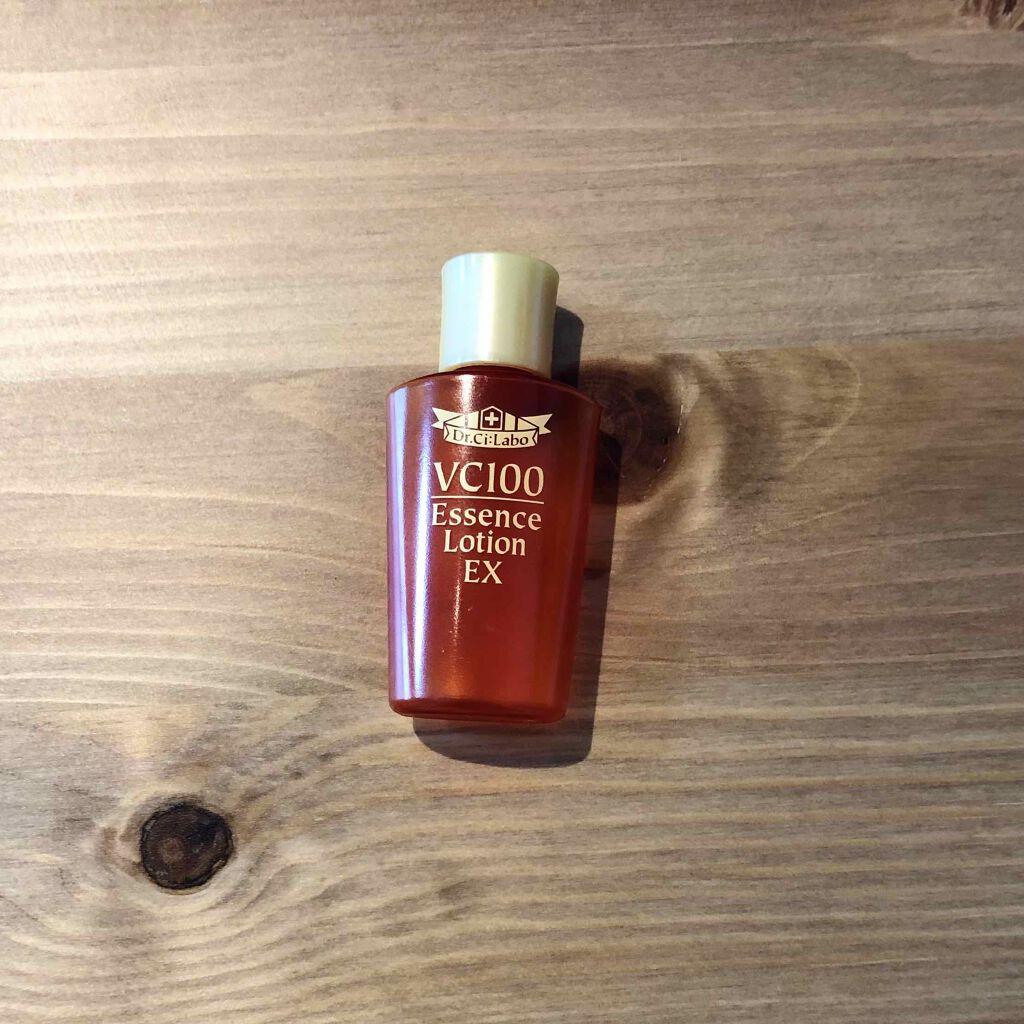 Dr.Ci:Labo
VC100
Essence
Lotion
EX